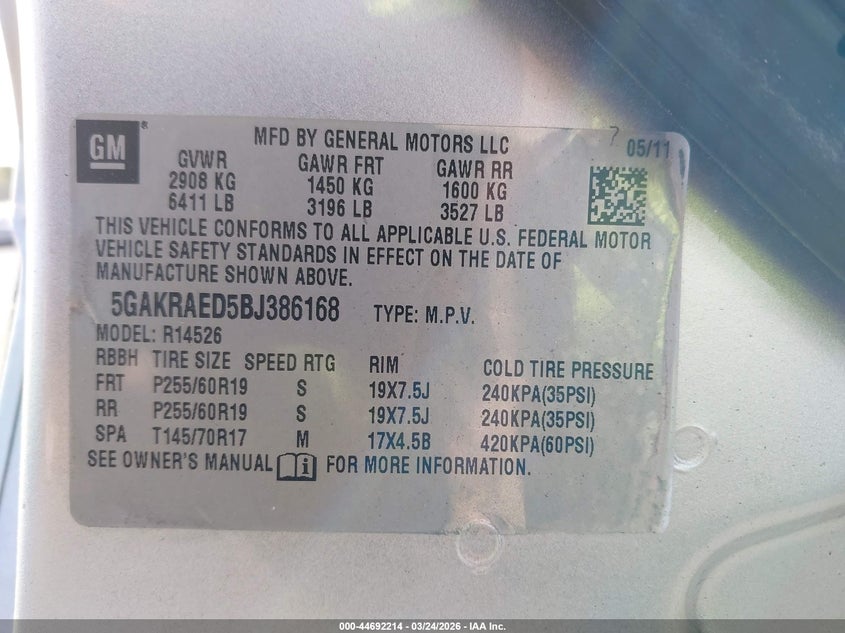 GM®
MFD BY GENERAL MOTORS LLC
05/11
GVWR GAWR FRT GAWR RR
2908 KG 1450 KG 1600 KG
6411 LB 3196 LB 3527 LB
THIS VEHICLE CONFORMS TO ALL APPLICABLE U.S. FEDERAL MOTOR
VEHICLE SAFETY STANDARDS IN EFFECT ON THE DATE OF
MANUFACTURE SHOWN ABOVE.
5GAKRAED5BJ386168 TYPE: M.P.V.
MODEL: R14526
RBBH TIRE SIZE SPEED RTG RIM COLD TIRE PRESSURE
FRT P255/60R19 S 19X7.5J 240KPA(35PSI)
RR P255/60R19 S 19X7.5J 240KPA(35PSI)
SPA T145/70R17 M 17X4.5B 420KPA(60PSI)
SEE OWNER'S MANUAL FOR MORE INFORMATION.
000-44692214 - 03/24/2026 - IAA Inc.